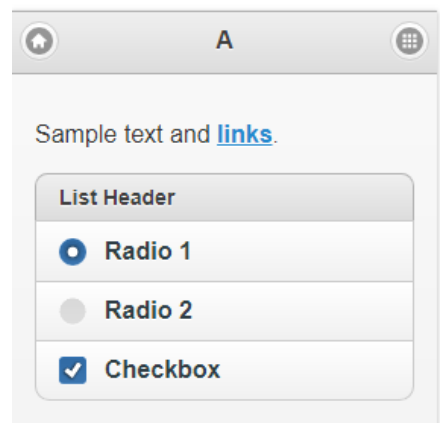 A
Sample text and links.
List Header
Radio 1
Radio 2
Checkbox